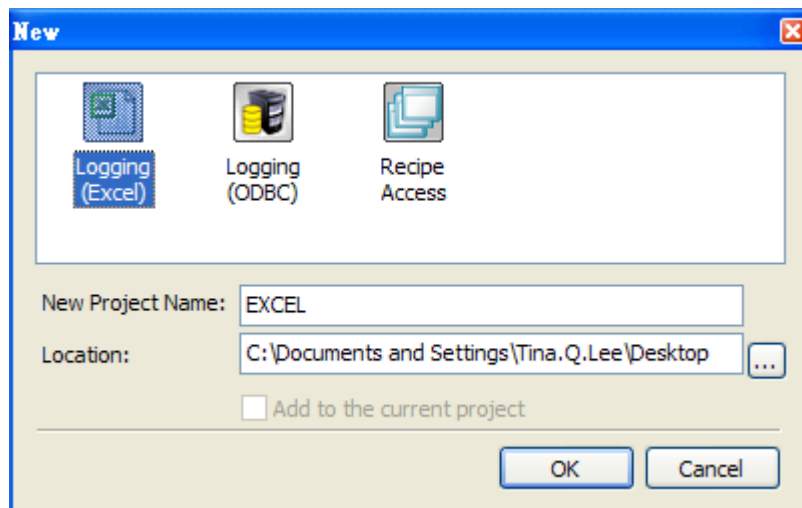 New
Logging
(Excel)
Logging
(ODBC)
Recipe
Access
New Project Name: EXCEL
Location: C:\Documents and Settings\Tina.Q.Lee\Desktop ...
Add to the current project
OK Cancel